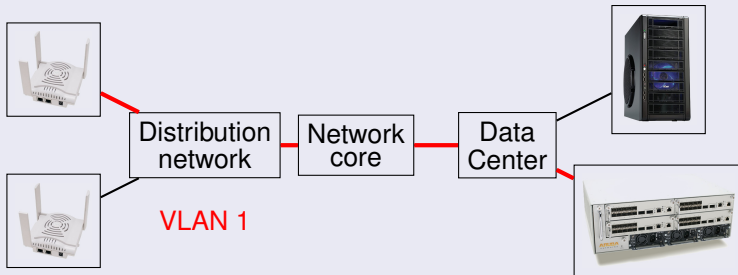 Distribution
network
Network
core
Data
Center
VLAN 1